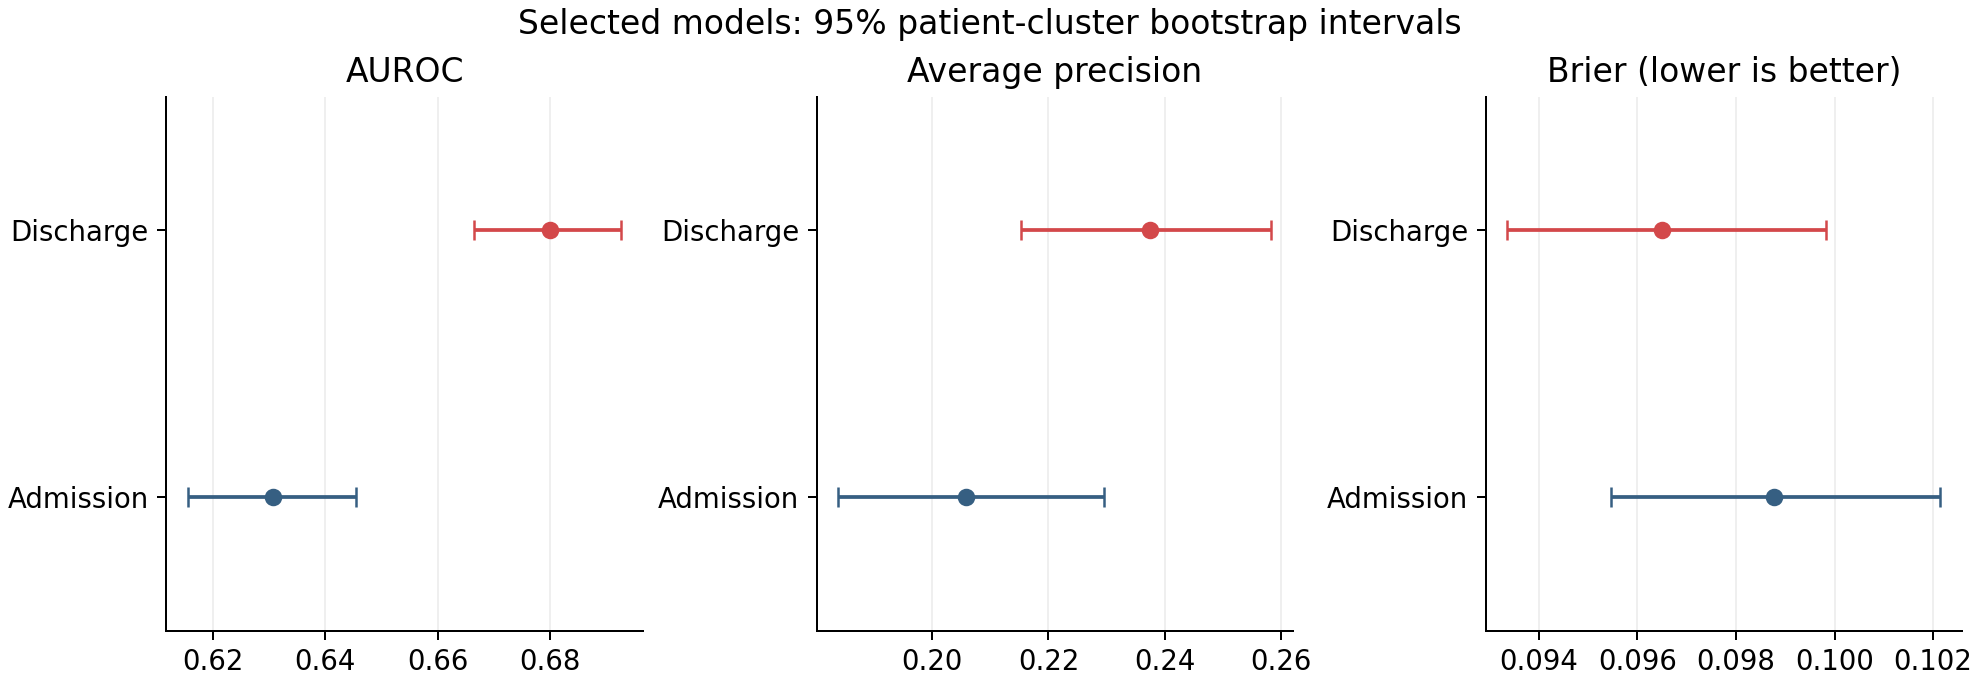 Selected models: 95% patient-cluster bootstrap intervals
AUROC
Discharge
Admission
0.62 0.64 0.66 0.68
Average precision
Discharge
Admission
0.20 0.22 0.24 0.26
Brier (lower is better)
Discharge
Admission
0.094 0.096 0.098 0.100 0.102